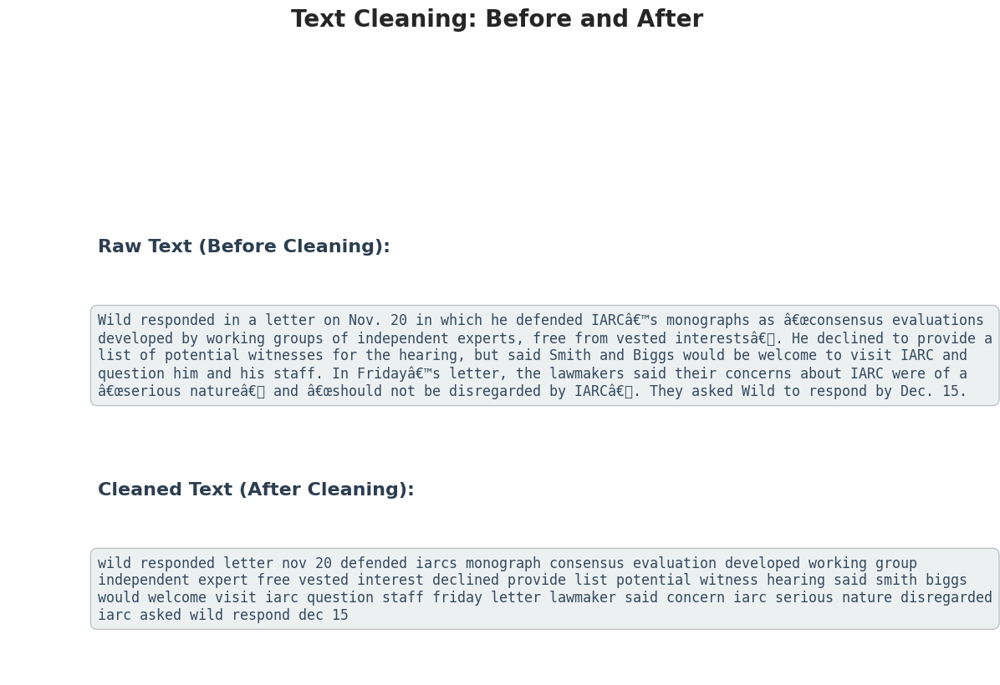 Text Cleaning: Before and After
Raw Text (Before Cleaning):
Wild responded in a letter on Nov. 20 in which he defended IARCâ€™s monographs as â€œconsensus evaluations
developed by working groups of independent experts, free from vested interestsâ€. He declined to provide a
list of potential witnesses for the hearing, but said Smith and Biggs would be welcome to visit IARC and
question him and his staff. In Fridayâ€™s letter, the lawmakers said their concerns about IARC were of a
â€œserious natureâ€ and â€œshould not be disregarded by IARCâ€. They asked Wild to respond by Dec. 15.
Cleaned Text (After Cleaning):
wild responded letter nov 20 defended iarcs monograph consensus evaluation developed working group
independent expert free vested interest declined provide list potential witness hearing said smith biggs
would welcome visit iarc question staff friday letter lawmaker said concern iarc serious nature disregarded
iarc asked wild respond dec 15